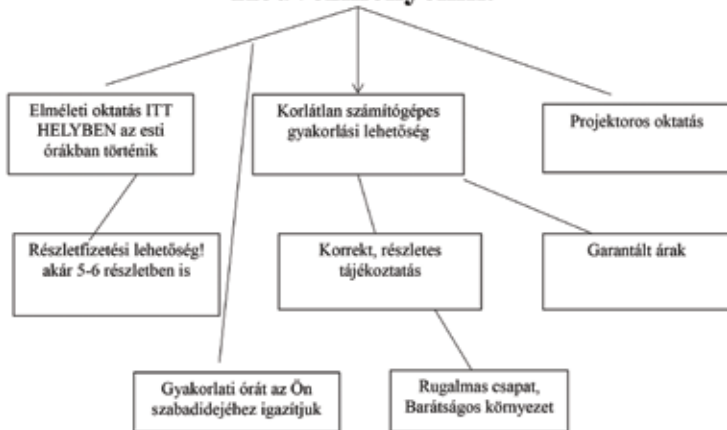 Elméleti oktatás ITT
HELYBEN az esti
órákban történik
Korlátlan számítógépes
gyakorlási lehetőség
Projektoros oktatás
Részletfizetési lehetőség!
akár 5-6 részletben is
Korrekt, részletes
tájékoztatás
Garantált árak
Gyakorlati órát az Ön
szabadidejéhez igazítjuk
Rugalmas csapat,
Barátságos környezet